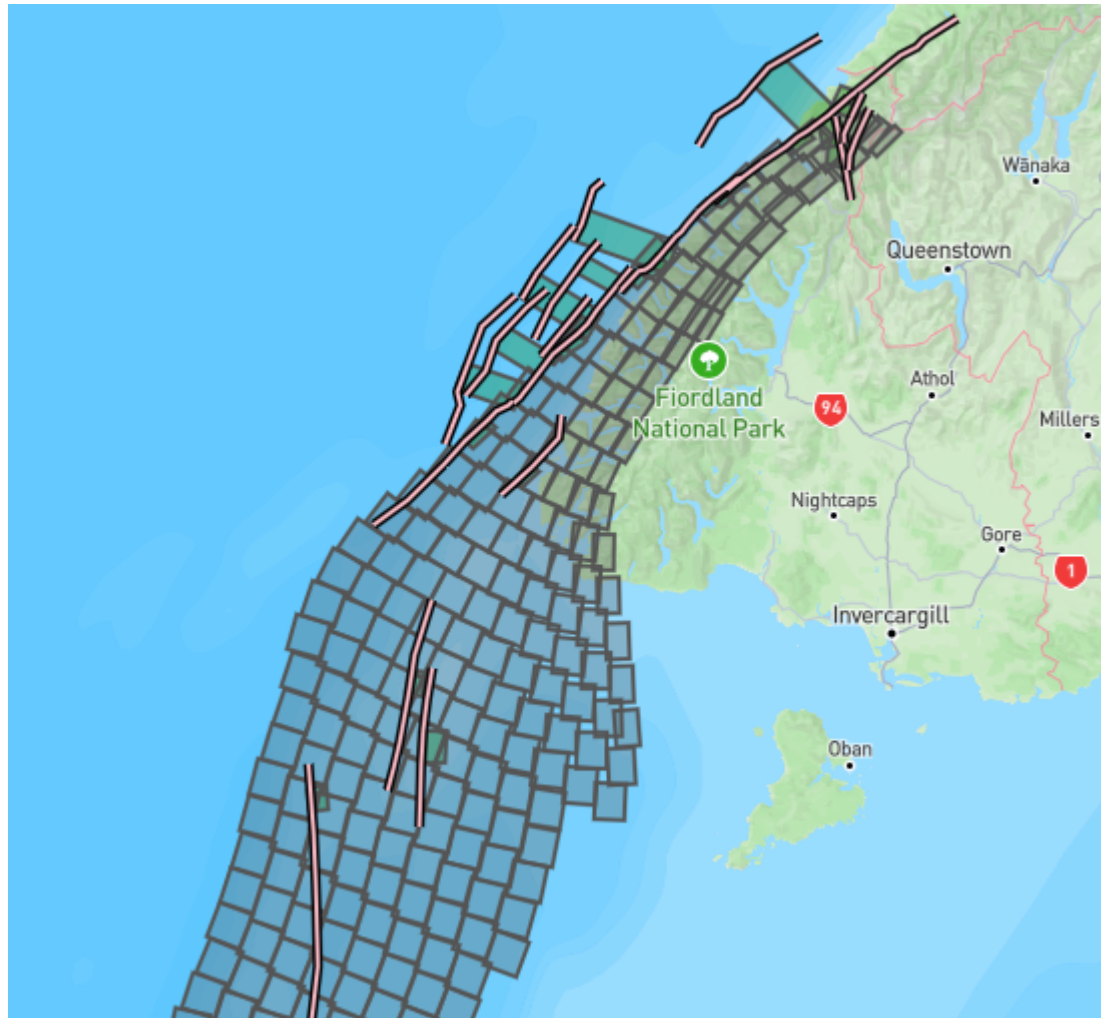 Wānaka
Queenstown
Fiordland
National Park
94
Athol
Millers
Nightcaps
Gore
1
Invercargill
Oban